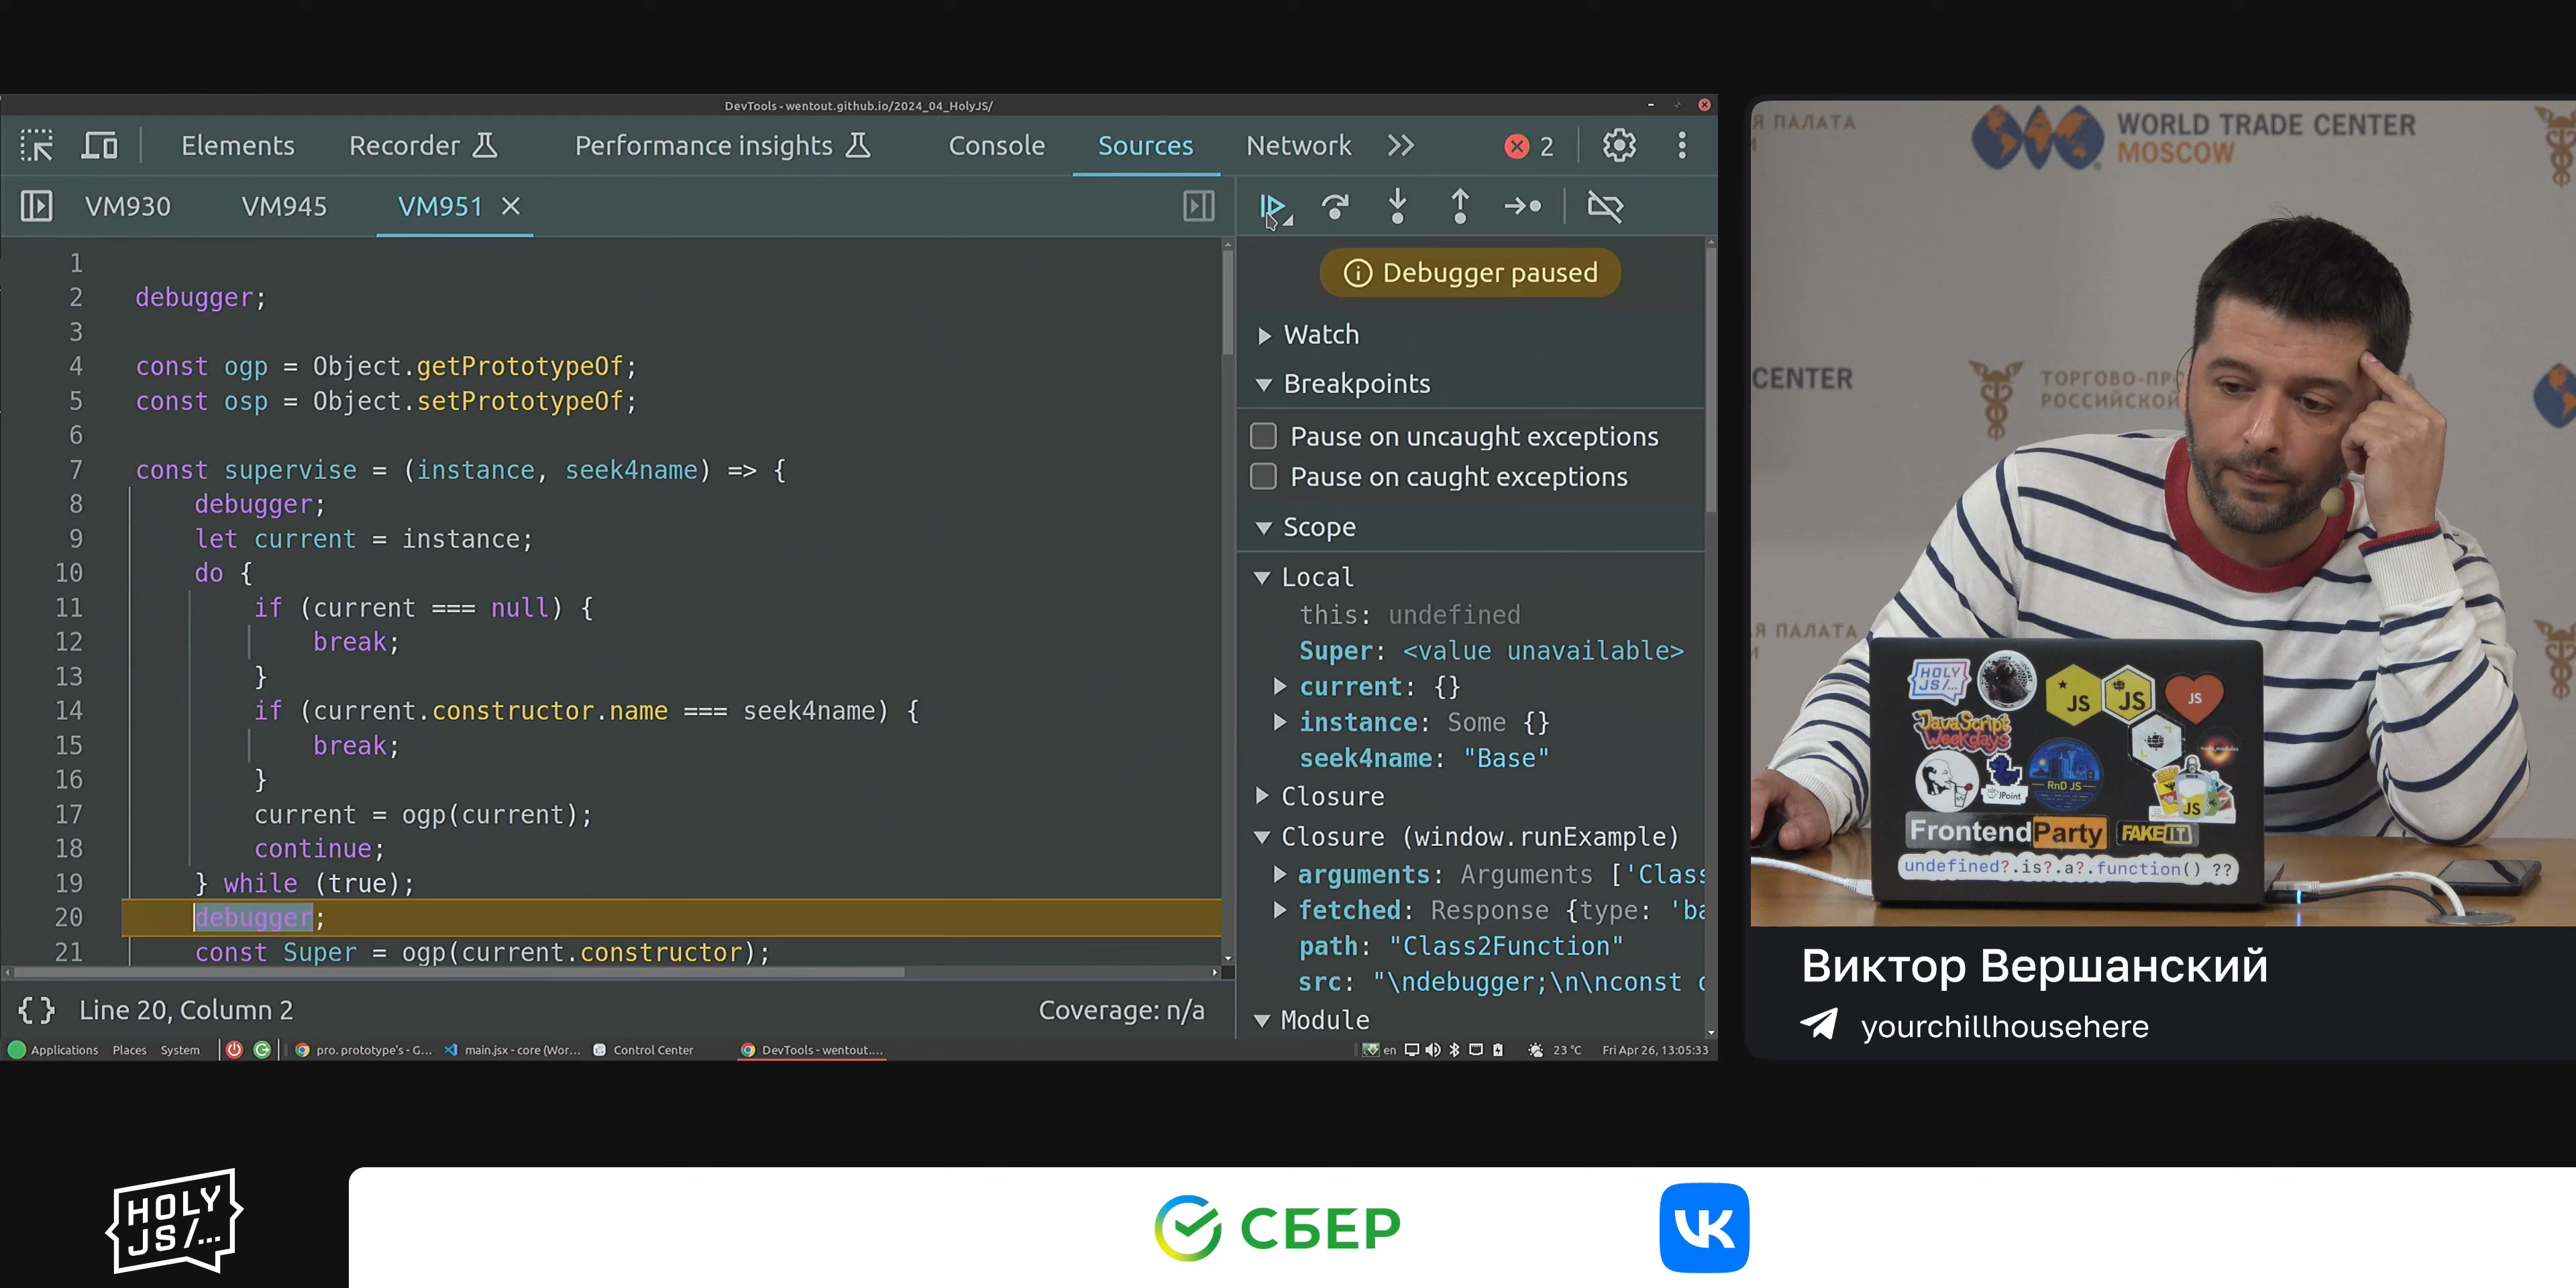 DevTools - wentout.github.io/2024_04_HolyJS/
Elements
Recorder
Performance insights
Console
Sources
Network
2
VM930
VM945
VM951
1
2 debugger;
3
4 const ogp = Object.getPrototypeOf;
5 const osp = Object.setPrototypeOf;
6
7 const supervise = (instance, seek4name) => {
8 debugger;
9 let current = instance;
10 do {
11 if (current === null) {
12 break;
13 }
14 if (current.constructor.name === seek4name) {
15 break;
16 }
17 current = ogp(current);
18 continue;
19 } while (true);
20 debugger;
21 const Super = ogp(current.constructor);
{ } Line 20, Column 2
Coverage: n/a
Debugger paused
Watch
Breakpoints
Pause on uncaught exceptions
Pause on caught exceptions
Scope
Local
this: undefined
Super: <value unavailable>
current: {}
instance: Some {}
seek4name: "Base"
Closure
Closure (window.runExample)
arguments: Arguments ['Class
fetched: Response {type: 'ba
path: "Class2Function"
src: "\ndebugger;\n\nconst
Module
Applications Places System
pro. prototype's - G...
main.jsx - core (Wor...
Control Center
DevTools - wentout....
en
23 °C
Fri Apr 26, 13:05:33
Я ПАЛАТА
WORLD TRADE CENTER
MOSCOW
CENTER
ТОРГОВО-ПР
РОССИЙСКОЙ
Я ПАЛАТА
HOLY
JS/...
JS
JS
JS
JavaScript
Weekdays
JPoint
RnD JS
JS
FrontendParty
FAKEIT
undefined?.is?.a?.function() ??
Виктор Вершанский
yourchillhousehere
HOLY
JS/...
СБЕР
VK